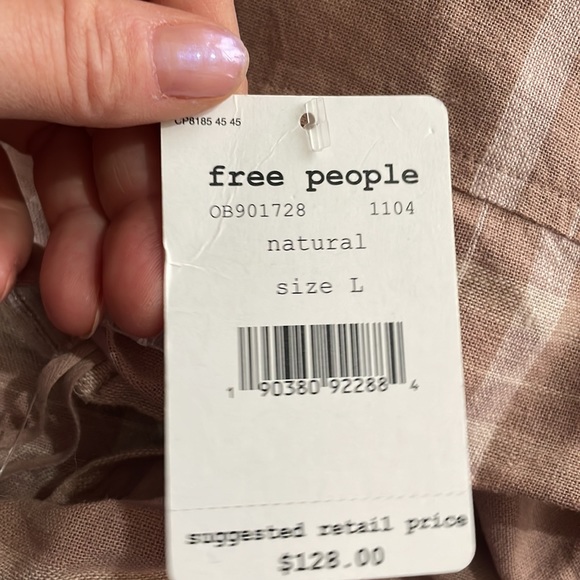 CP8185 45 45
free people
OB901728 1104
natural
size L
1 90380 92288 4
suggested retail price
$128.00